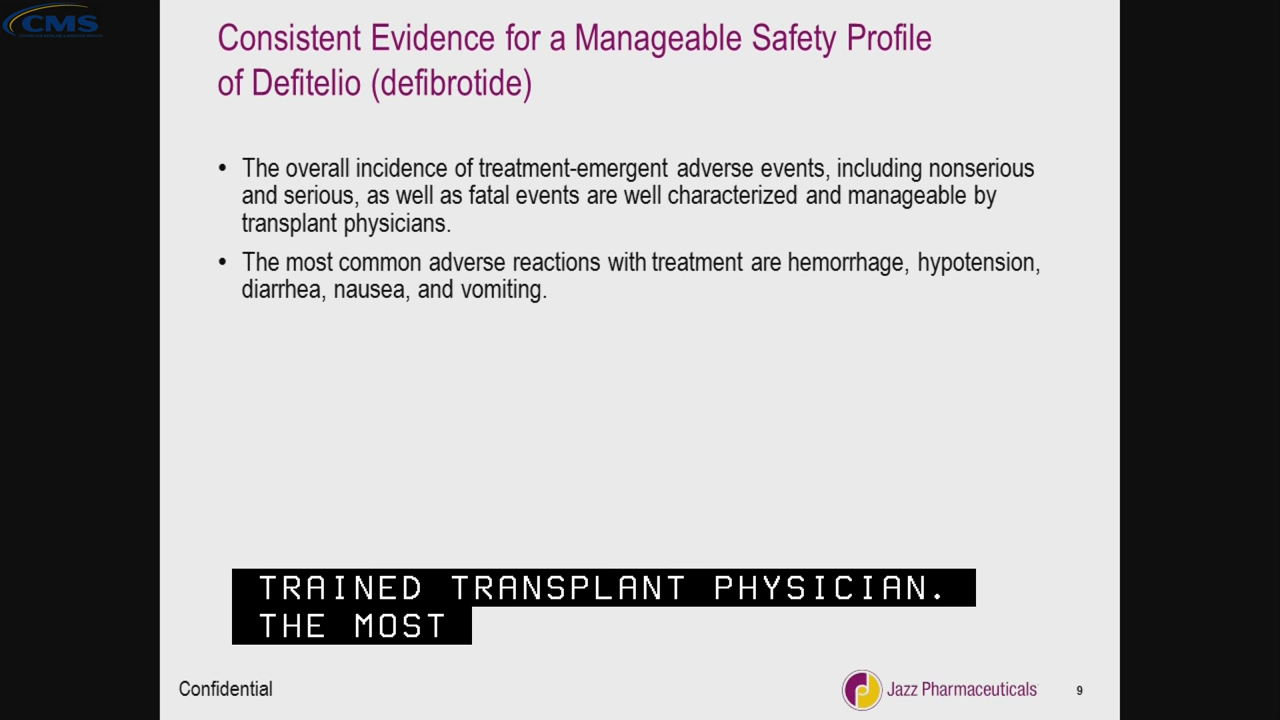 CMS
Consistent Evidence for a Manageable Safety Profile
of Defitelio (defibrotide)
• The overall incidence of treatment-emergent adverse events, including nonserious
and serious, as well as fatal events are well characterized and manageable by
transplant physicians.
• The most common adverse reactions with treatment are hemorrhage, hypotension,
diarrhea, nausea, and vomiting.
TRAINED TRANSPLANT PHYSICIAN.
THE MOST
Confidential
Jazz Pharmaceuticals
9